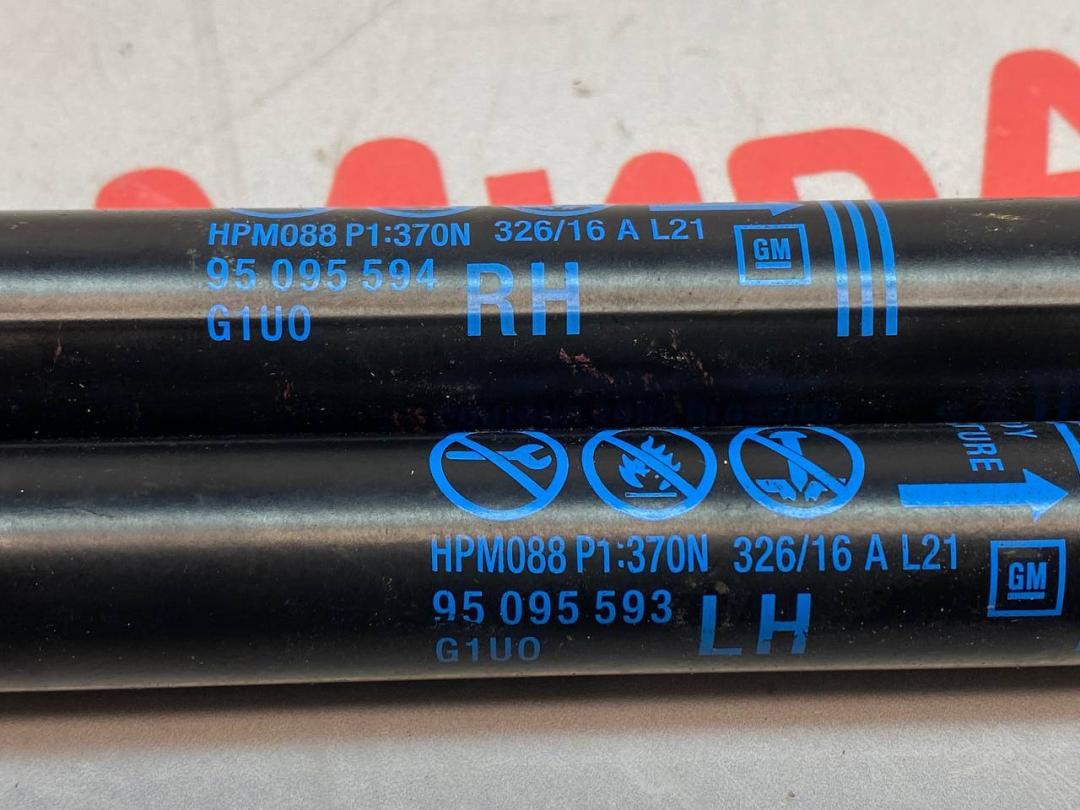 HPM088 P1:370N 326/16 A L21
GM
95 095 594 RH
G1U0
HPM088 P1:370N 326/16 A L21
GM
95 095 593 LH
G1U0